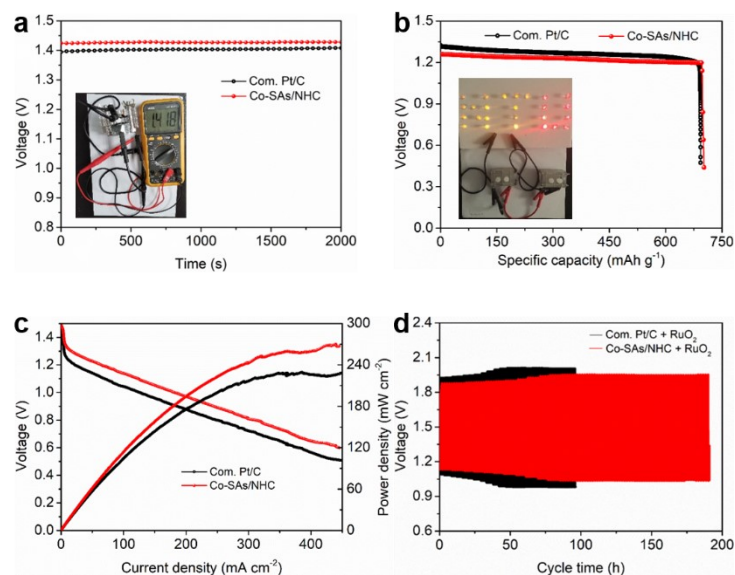 a
1.5
1.4
1.3
1.2
1.1
1.0
0.9
0.8
Voltage (V)
Com. Pt/C
Co-SAs/NHC
1.418
0
500
1000
1500
2000
Time (s)
b
Com. Pt/C
Co-SAs/NHC
1.5
1.2
0.9
0.6
0.3
Voltage (V)
0
150
300
450
600
750
Specific capacity (mAh g⁻¹)
c
1.4
1.2
1.0
0.8
0.6
0.4
0.2
0.0
Voltage (V)
300
240
180
120
60
0
Power density (mW cm⁻²)
Com. Pt/C
Co-SAs/NHC
0
100
200
300
400
Current density (mA cm⁻²)
d
Com. Pt/C + RuO₂
Co-SAs/NHC + RuO₂
2.4
2.1
1.8
1.5
1.2
0.9
0.6
Voltage (V)
0
50
100
150
200
Cycle time (h)